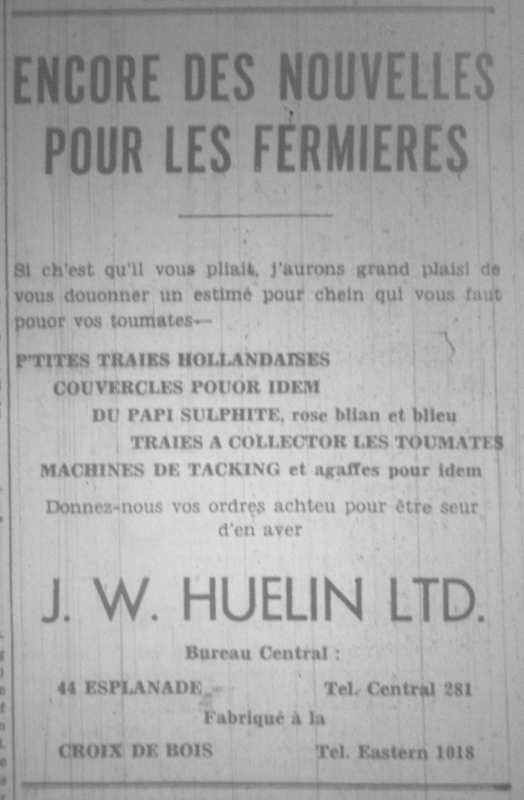 ENCORE DES NOUVELLES
POUR LES FERMIERES
Si ch'est qu'il vous pliait, j'aurons grand plaisi de
vous douonner un estimé pour chein qui vous faut
pouor vos toumates—
P'TITES TRAIES HOLLANDAISES
COUVERCLES POUOR IDEM
DU PAPI SULPHITE, rose blian et blieu
TRAIES A COLLECTOR LES TOUMATES
MACHINES DE TACKING et agaffes pour idem
Donnez-nous vos ordres achteu pour être seur
d'en aver
J. W. HUELIN LTD.
Bureau Central :
44 ESPLANADE Tel. Central 281
Fabriqué à la
CROIX DE BOIS Tel. Eastern 1018